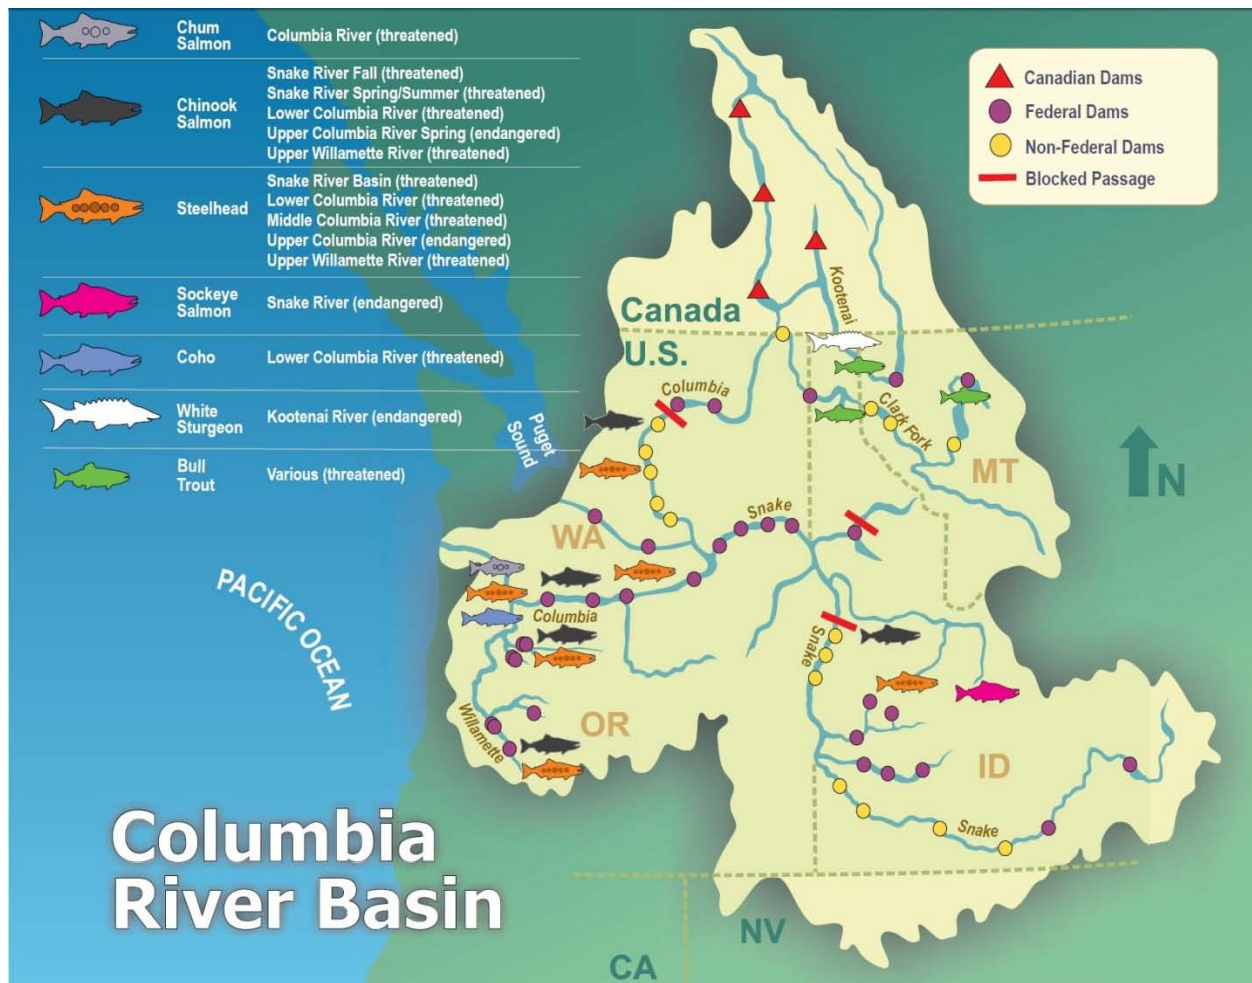 Chum
Salmon
Columbia River (threatened)
Chinook
Salmon
Snake River Fall (threatened)
Snake River Spring/Summer (threatened)
Lower Columbia River (threatened)
Upper Columbia River Spring (endangered)
Upper Willamette River (threatened)
Steelhead
Snake River Basin (threatened)
Lower Columbia River (threatened)
Middle Columbia River (threatened)
Upper Columbia River (endangered)
Upper Willamette River (threatened)
Sockeye
Salmon
Snake River (endangered)
Coho
Lower Columbia River (threatened)
White
Sturgeon
Kootenai River (endangered)
Bull
Trout
Various (threatened)
Canadian Dams
Federal Dams
Non-Federal Dams
Blocked Passage
Kootenai
Canada
U.S.
Columbia
Puget
Sound
Clark Fork
MT
N
Snake
WA
PACIFIC OCEAN
Columbia
Snake
Willamette
OR
ID
Snake
Columbia
River Basin
NV
CA